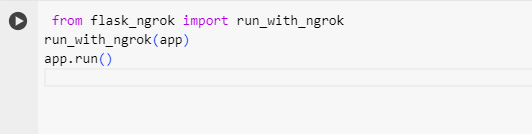 from flask_ngrok import run_with_ngrok
run_with_ngrok(app)
app.run()